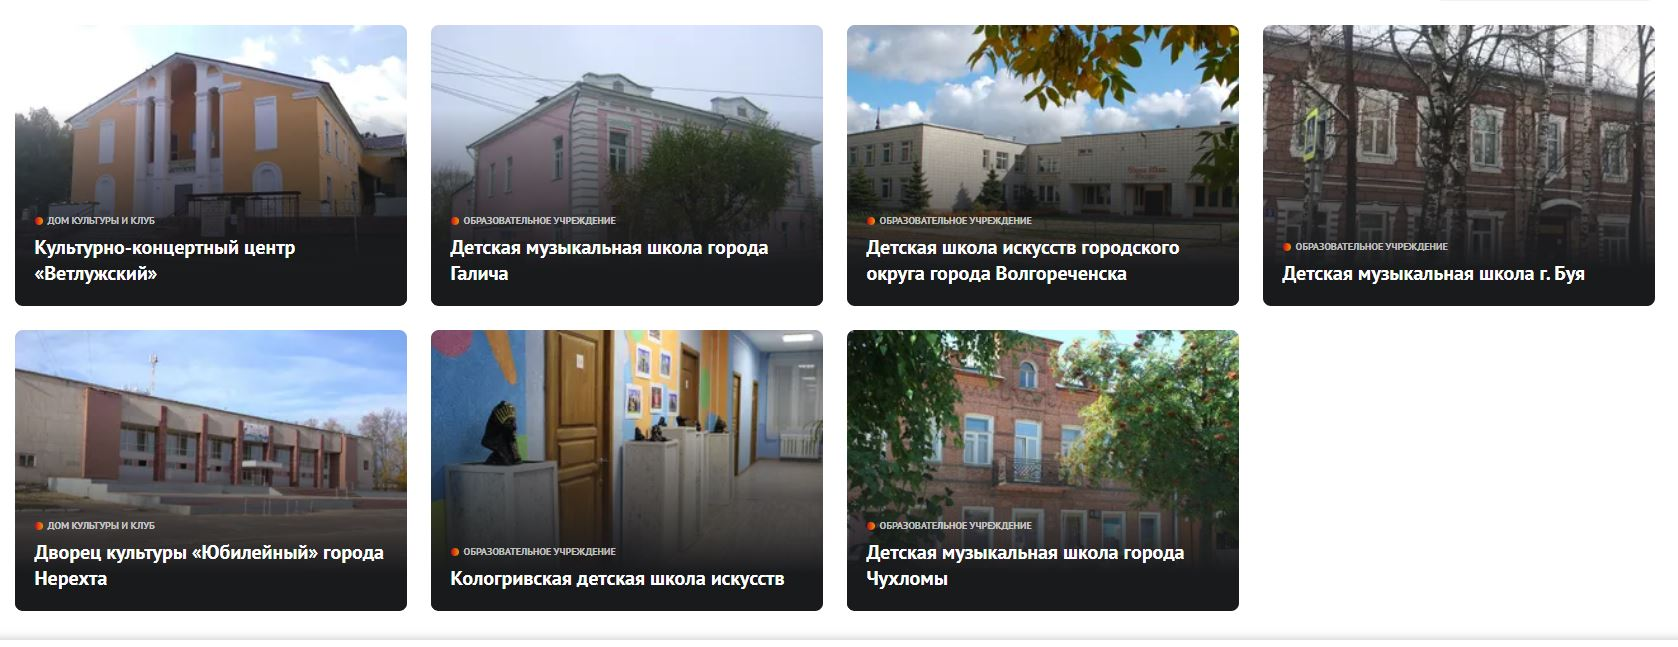 ДОМ КУЛЬТУРЫ И КЛУБ
Культурно-концертный центр
«Ветлужский»
ОБРАЗОВАТЕЛЬНОЕ УЧРЕЖДЕНИЕ
Детская музыкальная школа города
Галича
ОБРАЗОВАТЕЛЬНОЕ УЧРЕЖДЕНИЕ
Детская школа искусств городского
округа города Волгореченска
ОБРАЗОВАТЕЛЬНОЕ УЧРЕЖДЕНИЕ
Детская музыкальная школа г. Буя
ДОМ КУЛЬТУРЫ И КЛУБ
Дворец культуры «Юбилейный» города
Нерехта
ОБРАЗОВАТЕЛЬНОЕ УЧРЕЖДЕНИЕ
Кологривская детская школа искусств
ОБРАЗОВАТЕЛЬНОЕ УЧРЕЖДЕНИЕ
Детская музыкальная школа города
Чухломы